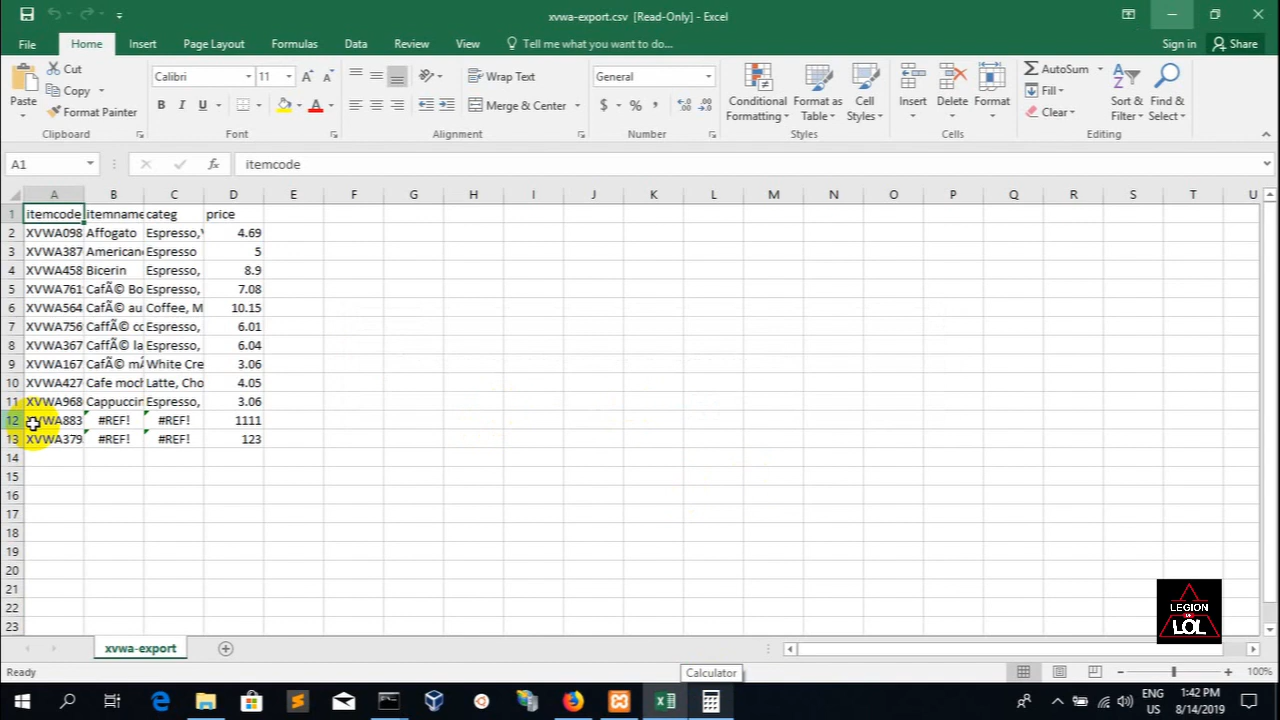 xvwa-export.csv [Read-Only] - Excel
File Home Insert Page Layout Formulas Data Review View Tell me what you want to do... Sign in Share
Paste Cut Copy Format Painter
Clipboard
Calibri 11
B I U A
Font
Wrap Text
Merge & Center
Alignment
General
$ % ,
Number
Conditional Formatting Format as Table Cell Styles
Styles
Insert Delete Format
Cells
AutoSum
Fill
Clear
Sort & Filter Find & Select
Editing
A1 fx itemcode
A B C D E F G H I J K L M N O P Q R S T U
1 itemcode itemname categ price
2 XVWA098 Affogato Espresso,V 4.69
3 XVWA387 Americano Espresso 5
4 XVWA458 Bicerin Espresso, 8.9
5 XVWA761 CafÃ© Bo Espresso, 7.08
6 XVWA564 CafÃ© au Coffee, M 10.15
7 XVWA756 CaffÃ© co Espresso, 6.01
8 XVWA367 CaffÃ© la Espresso, 6.04
9 XVWA167 CafÃ© mÃ White Cre 3.06
10 XVWA427 Cafe moch Latte, Cho 4.05
11 XVWA968 Cappuccin Espresso, 3.06
12 XVWA883 #REF! #REF! 1111
13 XVWA379 #REF! #REF! 123
14
15
16
17
18
19
20
21
22
23
LEGION
OF
LOL
xvwa-export
Ready
Calculator
100%
ENG
US
1:42 PM
8/14/2019